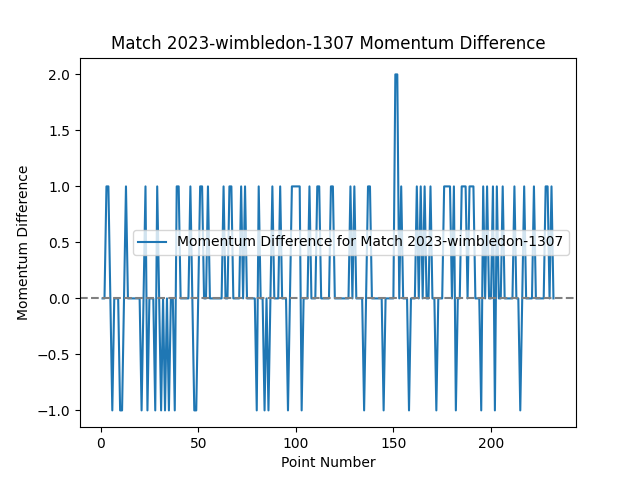 Match 2023-wimbledon-1307 Momentum Difference
2.0
1.5
1.0
0.5
0.0
−0.5
−1.0
Momentum Difference
Momentum Difference for Match 2023-wimbledon-1307
0 50 100 150 200
Point Number